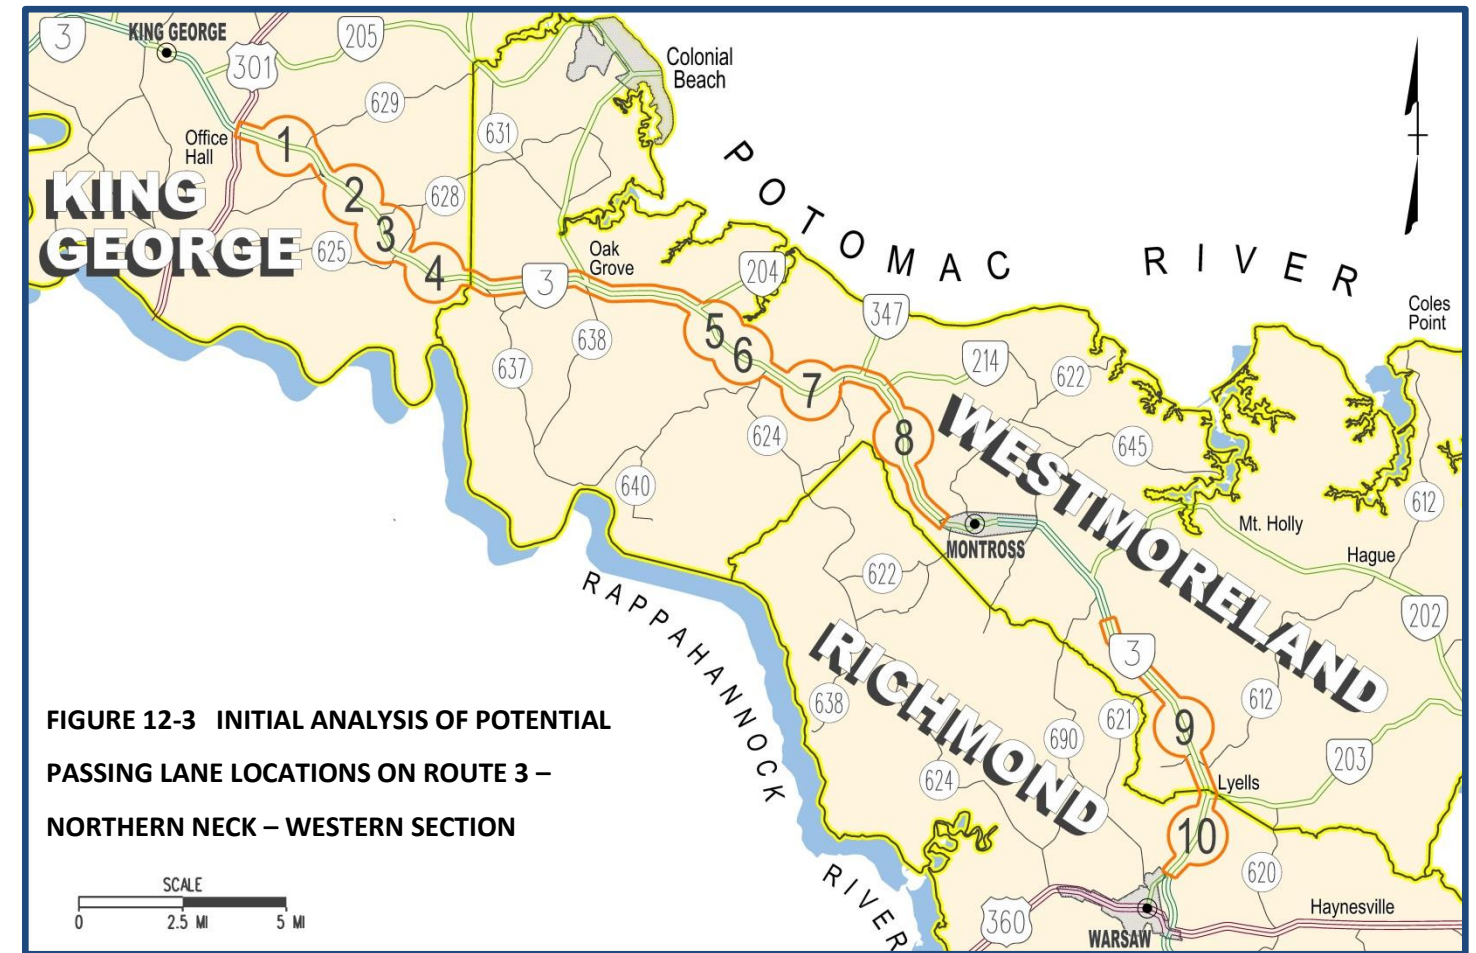 3
KING GEORGE
205
301
Colonial
Beach
629
631
Office
Hall
1
KING
GEORGE
2
628
3
625
4
POTOMAC RIVER
Oak
Grove
3
204
347
Coles
Point
5
6
638
637
7
214
622
624
8
WESTMORELAND
645
640
612
Mt. Holly
MONTROSS
Hague
622
202
RAPPAHANNOCK
RIVER
RICHMOND
3
638
621
612
9
690
203
624
Lyells
10
620
360
Haynesville
WARSAW
FIGURE 12-3 INITIAL ANALYSIS OF POTENTIAL
PASSING LANE LOCATIONS ON ROUTE 3 –
NORTHERN NECK – WESTERN SECTION
SCALE
0 2.5 MI 5 MI